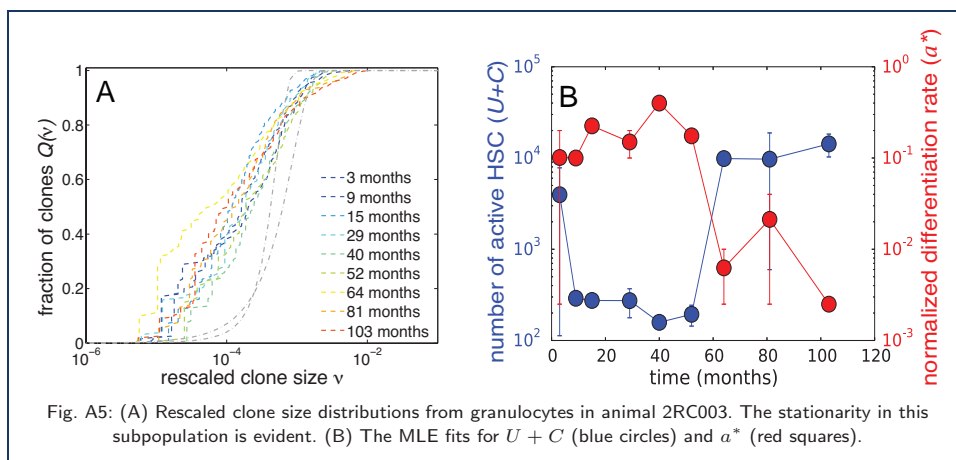 A
fraction of clones Q(ν)
1
0.8
0.6
0.4
0.2
0
10^-6
10^-4
10^-2
rescaled clone size ν
3 months
9 months
15 months
29 months
40 months
52 months
64 months
81 months
103 months
B
number of active HSC (U+C)
10^5
10^4
10^3
10^2
0
20
40
60
80
100
120
time (months)
10^0
10^-1
10^-2
10^-3
normalized differentiation rate (a*)
Fig. A5: (A) Rescaled clone size distributions from granulocytes in animal 2RC003. The stationarity in this
subpopulation is evident. (B) The MLE fits for U + C (blue circles) and a* (red squares).